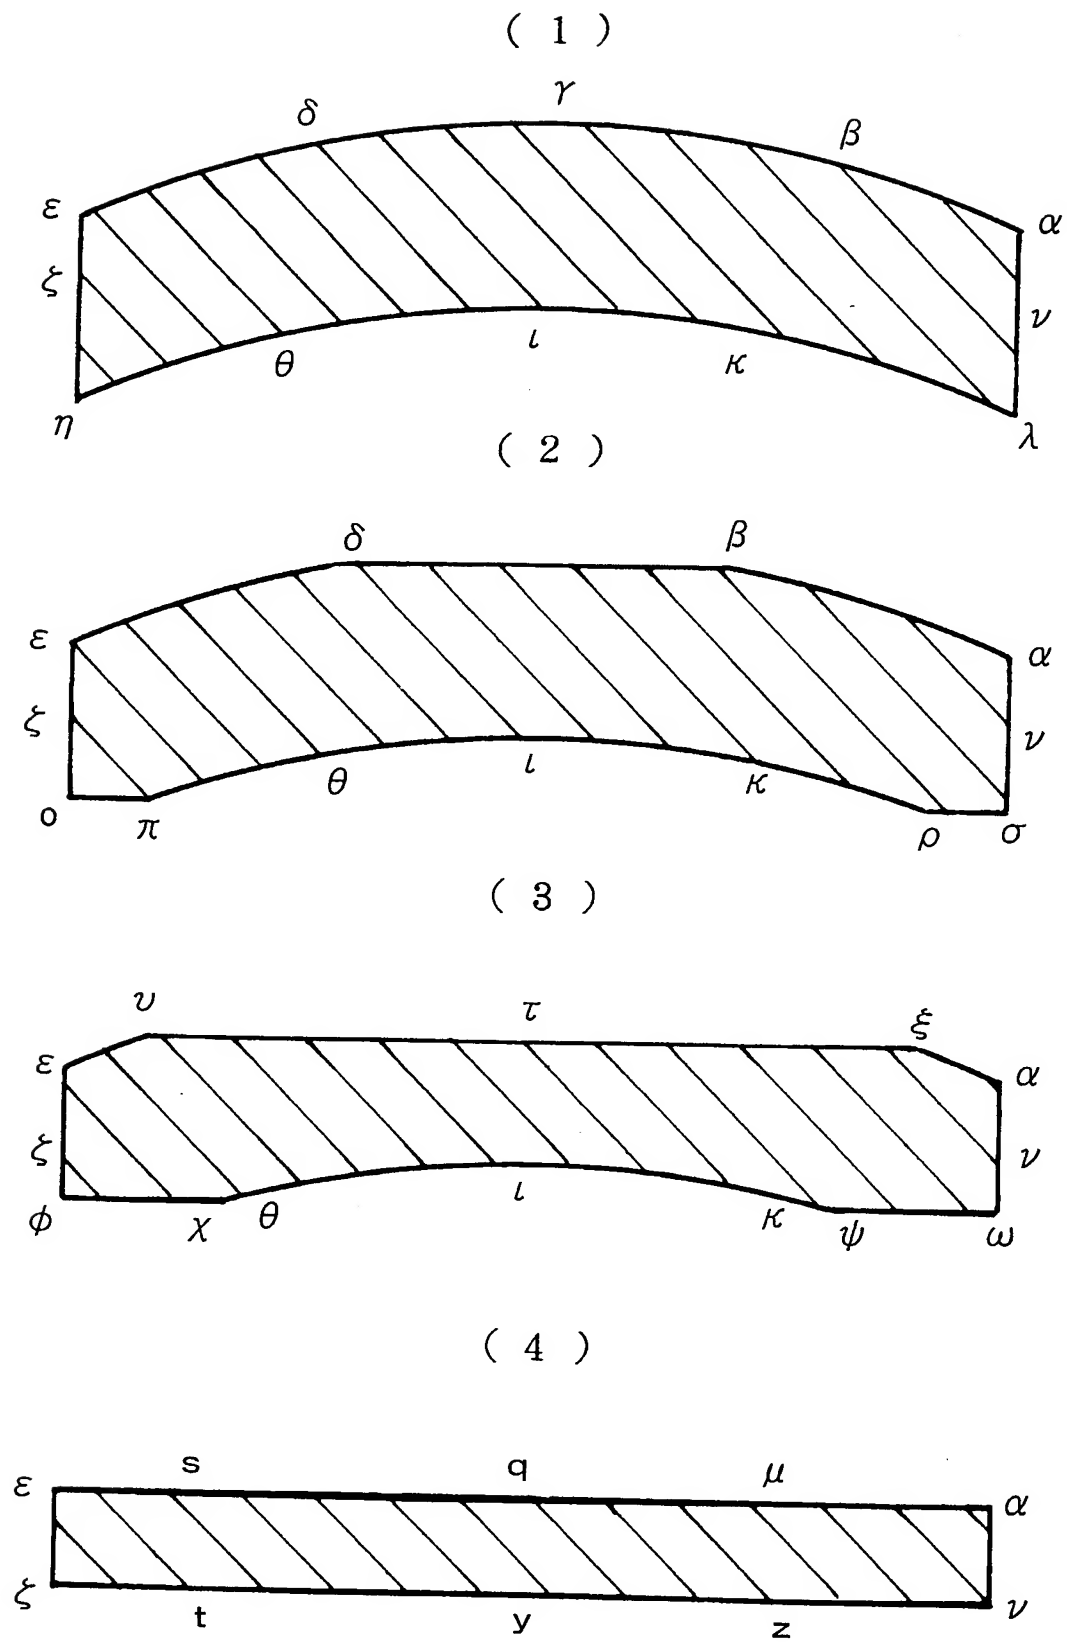 ( 1 )
δ γ β
ε α
ζ ν
θ ι κ
η λ
( 2 )
δ β
ε α
ζ ν
θ ι κ
ο π ρ σ
( 3 )
υ τ ξ
ε α
ζ ν
φ χ θ ι κ ψ ω
( 4 )
s q μ
ε α
ζ ν
t y z